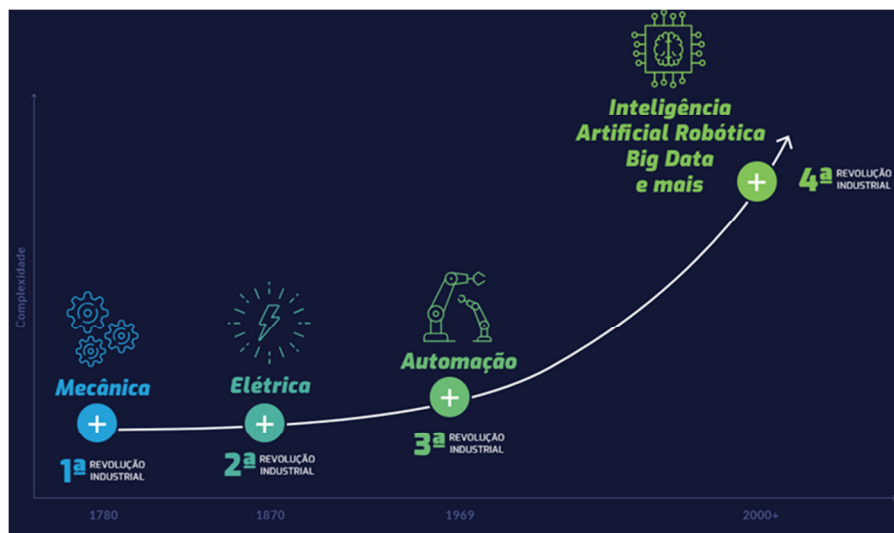 Inteligência
Artificial Robótica
Big Data
e mais
4ª REVOLUÇÃO
INDUSTRIAL
Complexidade
Automação
Mecânica
Elétrica
3ª REVOLUÇÃO
INDUSTRIAL
1ª REVOLUÇÃO
INDUSTRIAL
2ª REVOLUÇÃO
INDUSTRIAL
1780
1870
1969
2000+